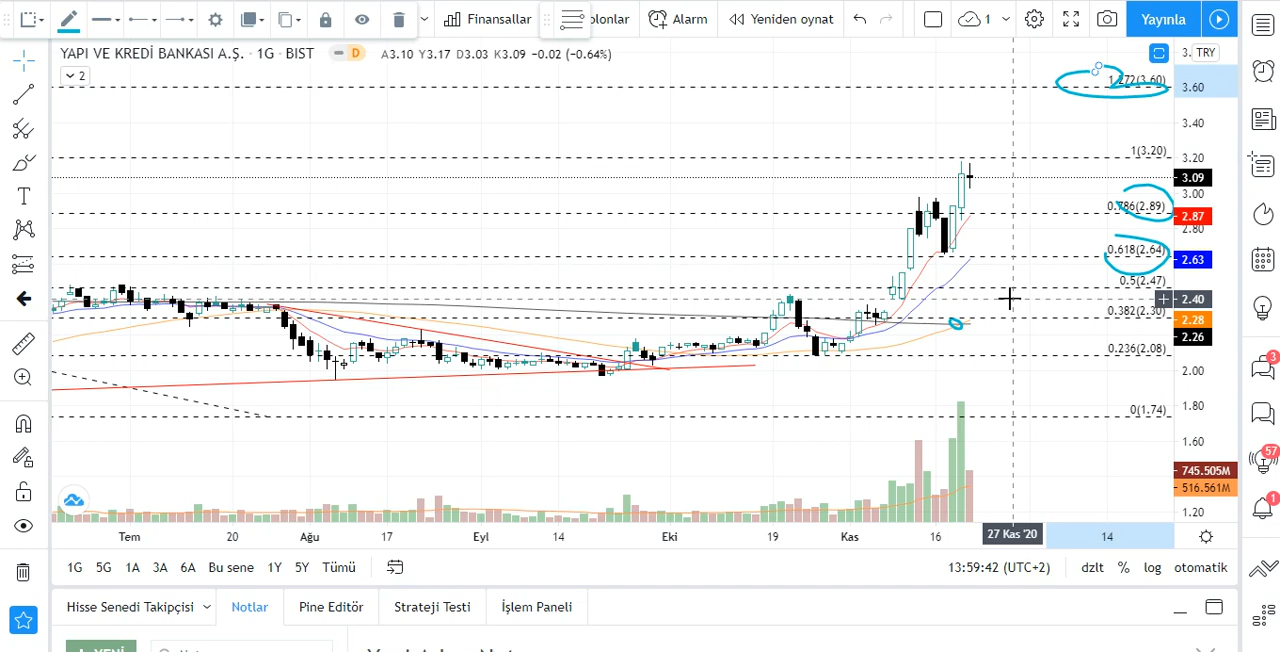 Finansallar
Alarm
Yeniden oynat
1
Yayınla
YAPI VE KREDİ BANKASI A.Ş. · 1G · BIST
D
A3.10 Y3.17 D3.03 K3.09 −0.02 (−0.64%)
2
TRY
1.272(3.60)
3.60
3.40
1(3.20)
3.20
3.09
3.00
0.786(2.89)
2.87
2.80
0.618(2.64)
2.63
0.5(2.47)
2.40
0.382(2.30)
2.28
2.26
0.236(2.08)
2.00
0(1.74)
1.80
1.60
745.505M
516.561M
1.20
Tem
20
Ağu
17
Eyl
14
Eki
19
Kas
16
27 Kas '20
14
3
57
1
1G
5G
1A
3A
6A
Bu sene
1Y
5Y
Tümü
13:59:42 (UTC+2)
dzlt
%
log
otomatik
Hisse Senedi Takipçisi
Notlar
Pine Editör
Strateji Testi
İşlem Paneli